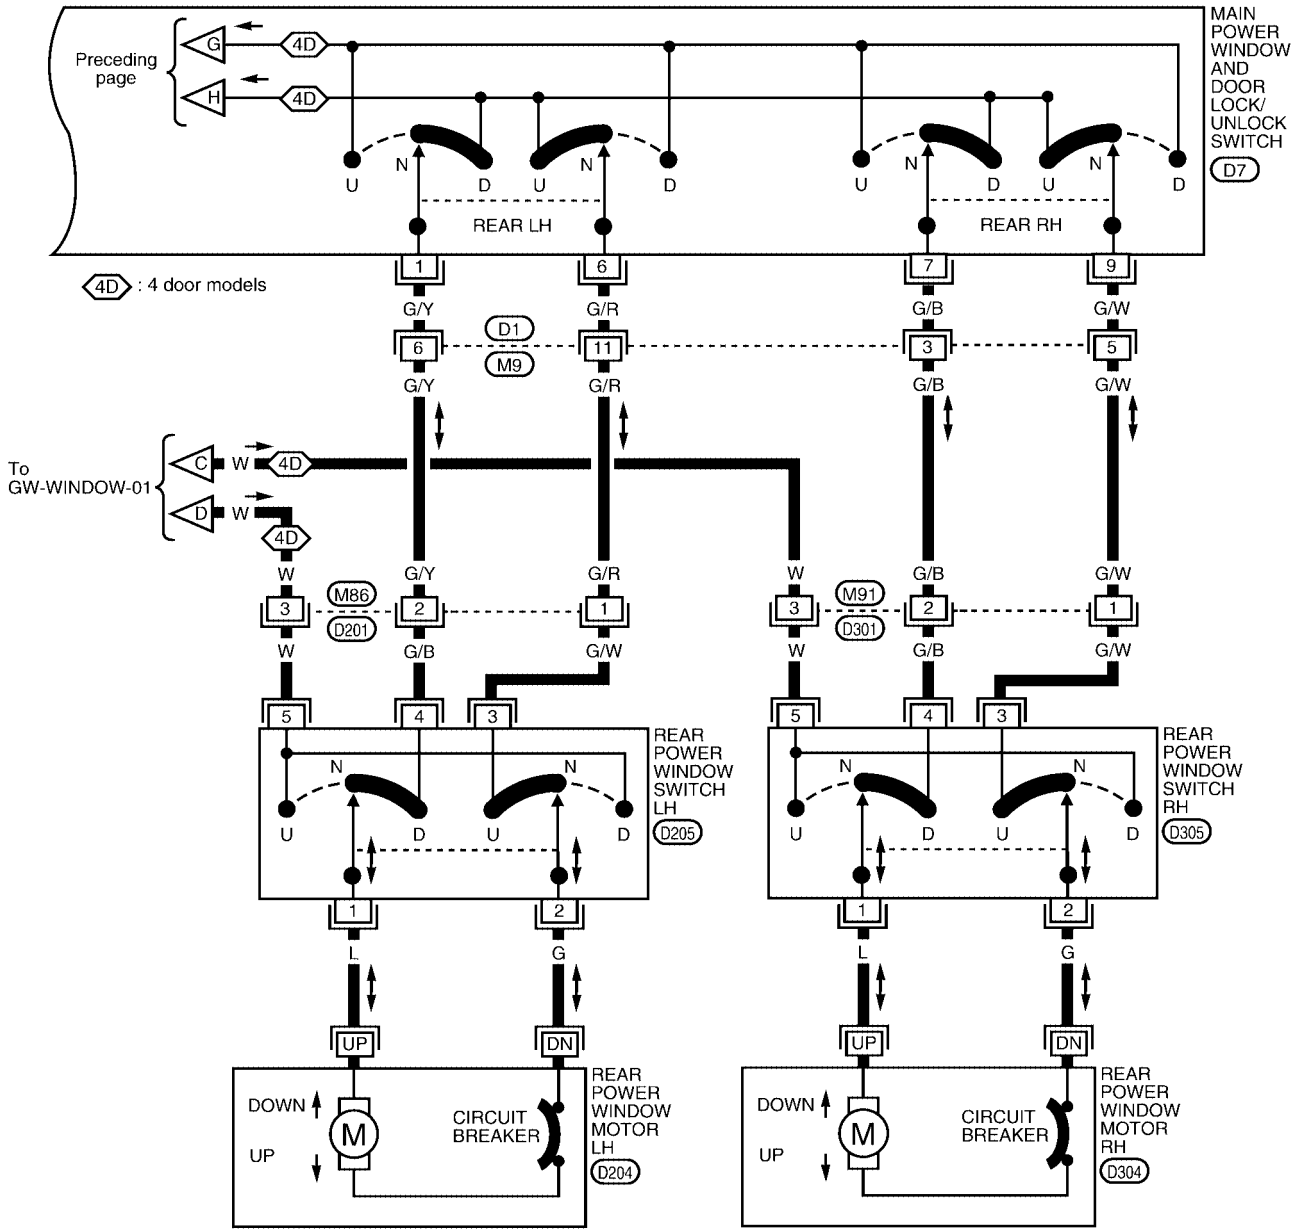 MAIN
POWER
WINDOW
AND
DOOR
LOCK/
UNLOCK
SWITCH
D7
Preceding
page
G
4D
H
4D
N
N
N
N
U
D
U
D
U
D
U
D
REAR LH
REAR RH
1
6
7
9
4D : 4 door models
G/Y
G/R
G/B
G/W
D1
6
11
3
5
M9
G/Y
G/R
G/B
G/W
To
GW-WINDOW-01
C
W
4D
D
W
4D
W
G/Y
G/R
W
G/B
G/W
3
M86
2
1
3
M91
2
1
D201
D301
W
G/B
G/W
W
G/B
G/W
5
4
3
5
4
3
REAR
POWER
WINDOW
SWITCH
LH
D205
REAR
POWER
WINDOW
SWITCH
RH
D305
N
N
N
N
U
D
U
D
U
D
U
D
1
2
1
2
L
G
L
G
UP
DN
UP
DN
REAR
POWER
WINDOW
MOTOR
LH
D204
REAR
POWER
WINDOW
MOTOR
RH
D304
DOWN
UP
M
CIRCUIT
BREAKER
DOWN
UP
M
CIRCUIT
BREAKER